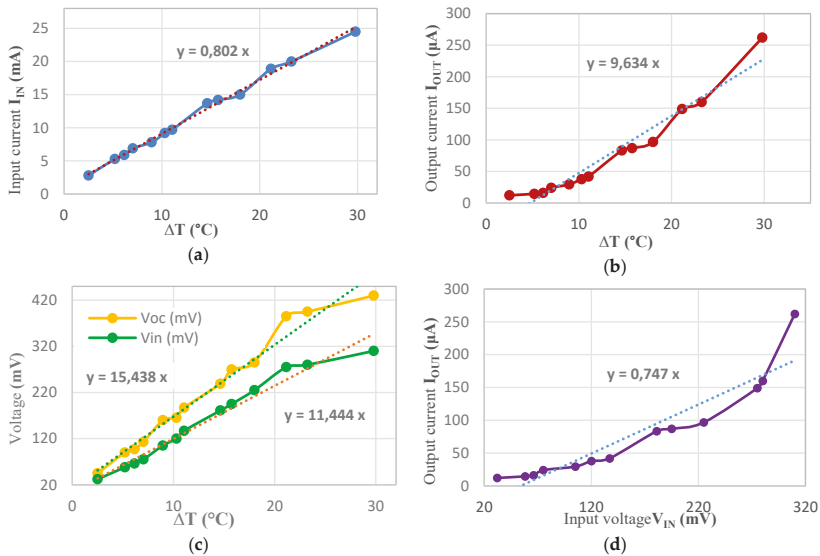 (a)
Input current I_IN (mA)
25
20
15
10
5
0
y = 0,802 x
0 10 20 30
ΔT (°C)
(b)
Output current I_OUT (µA)
300
250
200
150
100
50
0
y = 9,634 x
0 10 20 30 40
ΔT (°C)
(c)
Voltage (mV)
420
320
220
120
20
Voc (mV)
Vin (mV)
y = 15,438 x
y = 11,444 x
0 10 20 30
ΔT (°C)
(d)
Output current I_OUT (µA)
300
250
200
150
100
50
0
y = 0,747 x
20 120 220 320
Input voltageV_IN (mV)